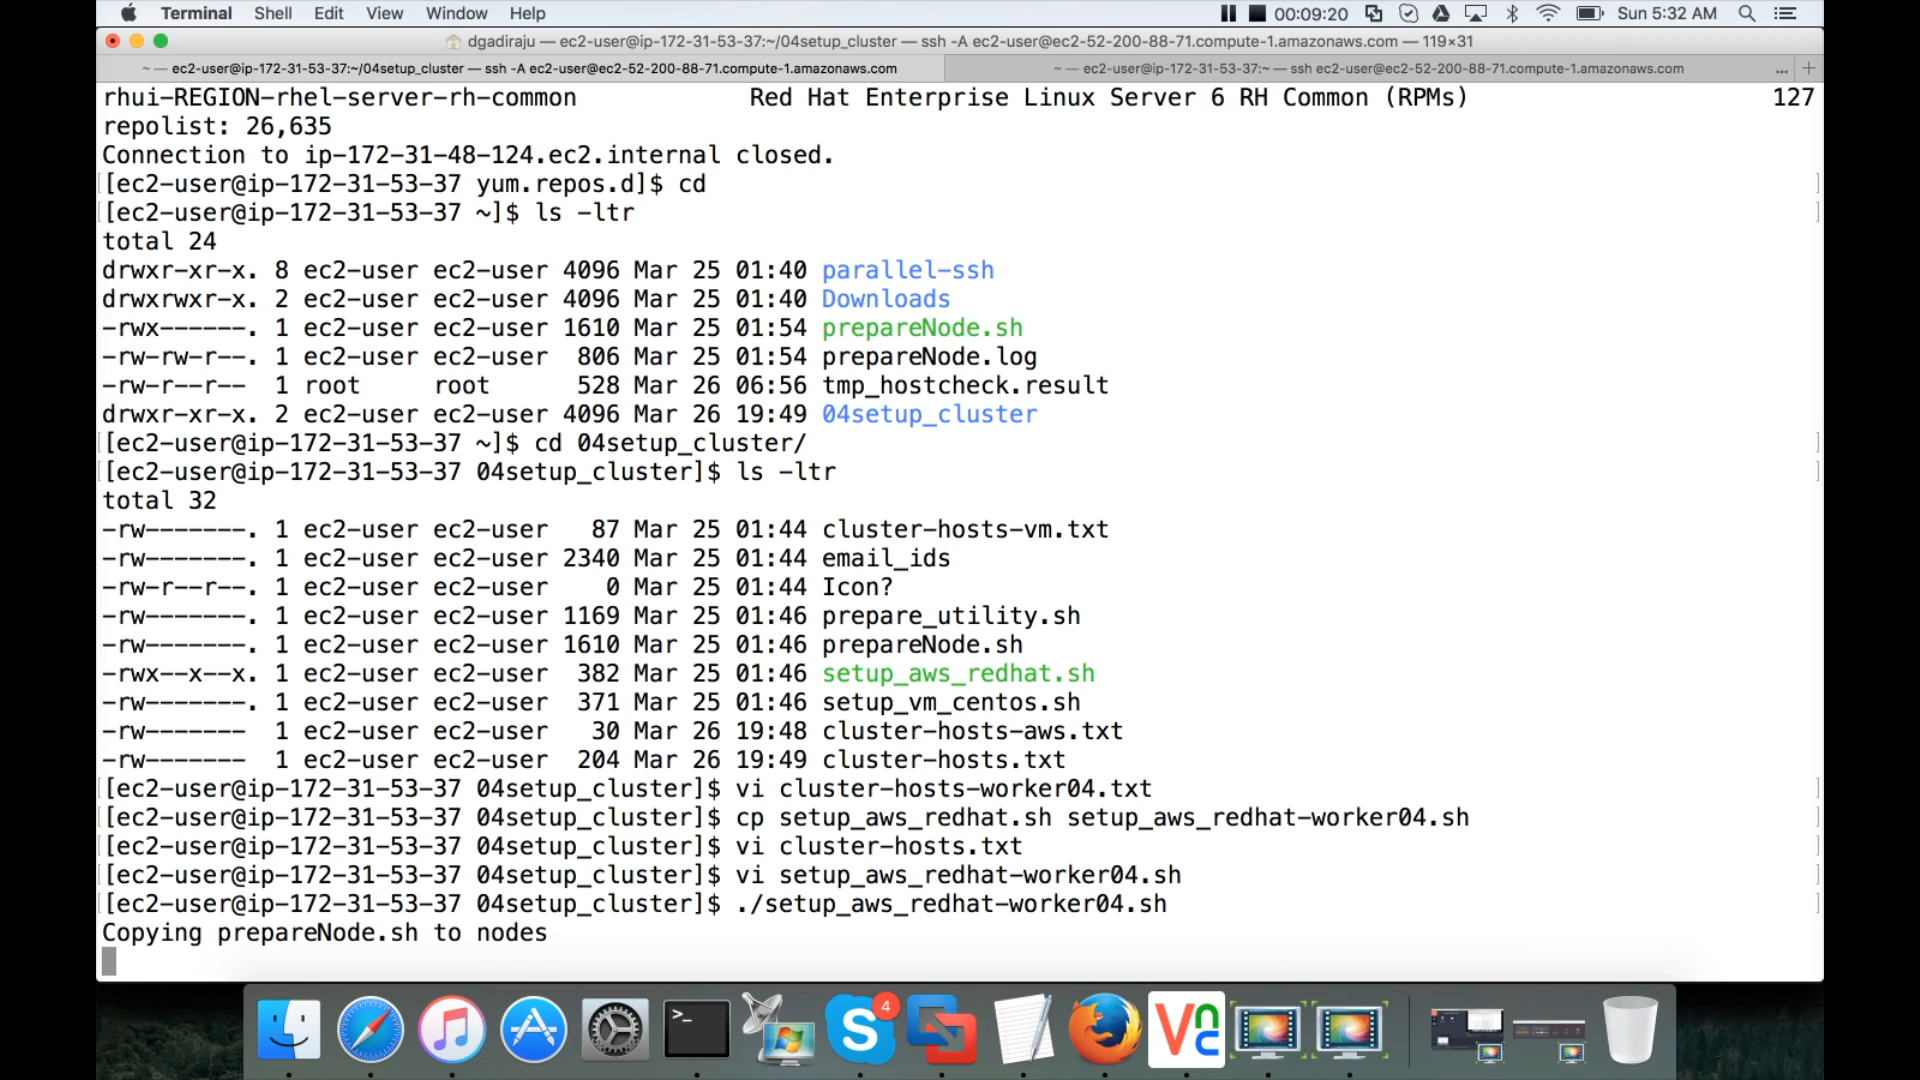 Terminal Shell Edit View Window Help 00:09:20 Sun 5:32 AM
dgadiraju — ec2-user@ip-172-31-53-37:~/04setup_cluster — ssh -A ec2-user@ec2-52-200-88-71.compute-1.amazonaws.com — 119×31
~ — ec2-user@ip-172-31-53-37:~/04setup_cluster — ssh -A ec2-user@ec2-52-200-88-71.compute-1.amazonaws.com ~ — ec2-user@ip-172-31-53-37:~ — ssh ec2-user@ec2-52-200-88-71.compute-1.amazonaws.com ... +
rhui-REGION-rhel-server-rh-common Red Hat Enterprise Linux Server 6 RH Common (RPMs) 127
repolist: 26,635
Connection to ip-172-31-48-124.ec2.internal closed.
[ec2-user@ip-172-31-53-37 yum.repos.d]$ cd
[ec2-user@ip-172-31-53-37 ~]$ ls -ltr
total 24
drwxr-xr-x. 8 ec2-user ec2-user 4096 Mar 25 01:40 parallel-ssh
drwxrwxr-x. 2 ec2-user ec2-user 4096 Mar 25 01:40 Downloads
-rwx------. 1 ec2-user ec2-user 1610 Mar 25 01:54 prepareNode.sh
-rw-rw-r--. 1 ec2-user ec2-user 806 Mar 25 01:54 prepareNode.log
-rw-r--r-- 1 root root 528 Mar 26 06:56 tmp_hostcheck.result
drwxr-xr-x. 2 ec2-user ec2-user 4096 Mar 26 19:49 04setup_cluster
[ec2-user@ip-172-31-53-37 ~]$ cd 04setup_cluster/
[ec2-user@ip-172-31-53-37 04setup_cluster]$ ls -ltr
total 32
-rw-------. 1 ec2-user ec2-user 87 Mar 25 01:44 cluster-hosts-vm.txt
-rw-------. 1 ec2-user ec2-user 2340 Mar 25 01:44 email_ids
-rw-r--r--. 1 ec2-user ec2-user 0 Mar 25 01:44 Icon?
-rw-------. 1 ec2-user ec2-user 1169 Mar 25 01:46 prepare_utility.sh
-rw-------. 1 ec2-user ec2-user 1610 Mar 25 01:46 prepareNode.sh
-rwx--x--x. 1 ec2-user ec2-user 382 Mar 25 01:46 setup_aws_redhat.sh
-rw-------. 1 ec2-user ec2-user 371 Mar 25 01:46 setup_vm_centos.sh
-rw------- 1 ec2-user ec2-user 30 Mar 26 19:48 cluster-hosts-aws.txt
-rw------- 1 ec2-user ec2-user 204 Mar 26 19:49 cluster-hosts.txt
[ec2-user@ip-172-31-53-37 04setup_cluster]$ vi cluster-hosts-worker04.txt
[ec2-user@ip-172-31-53-37 04setup_cluster]$ cp setup_aws_redhat.sh setup_aws_redhat-worker04.sh
[ec2-user@ip-172-31-53-37 04setup_cluster]$ vi cluster-hosts.txt
[ec2-user@ip-172-31-53-37 04setup_cluster]$ vi setup_aws_redhat-worker04.sh
[ec2-user@ip-172-31-53-37 04setup_cluster]$ ./setup_aws_redhat-worker04.sh
Copying prepareNode.sh to nodes
>_ S 4 VNC